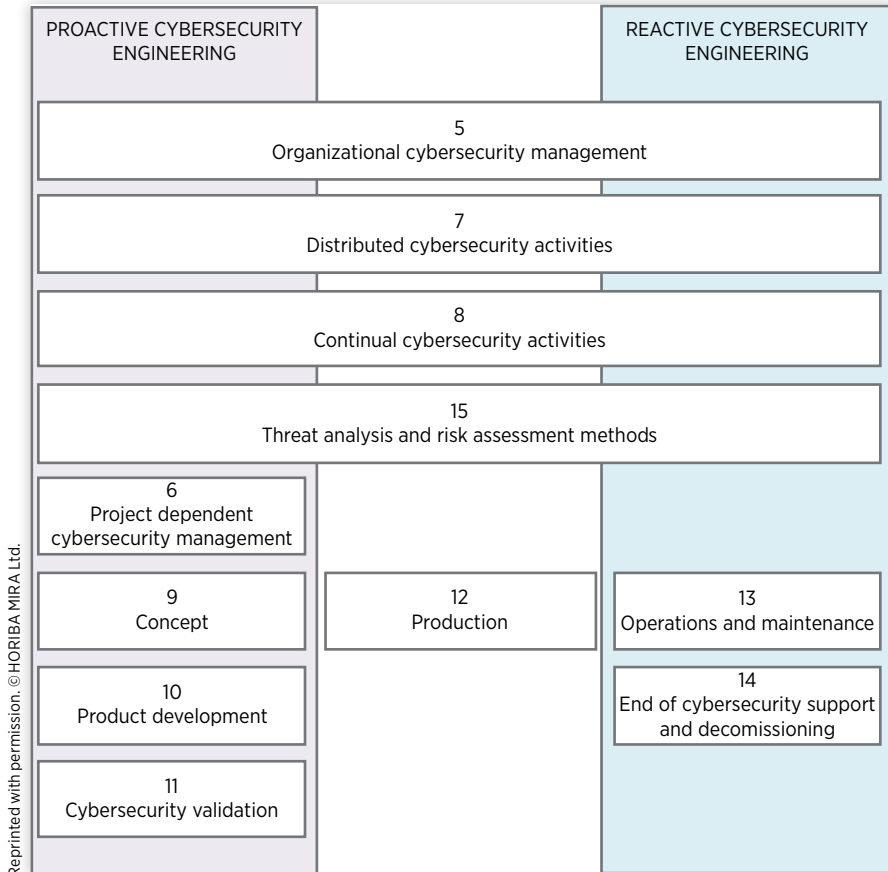 PROACTIVE CYBERSECURITY
ENGINEERING
REACTIVE CYBERSECURITY
ENGINEERING
5
Organizational cybersecurity management
7
Distributed cybersecurity activities
8
Continual cybersecurity activities
15
Threat analysis and risk assessment methods
6
Project dependent
cybersecurity management
9
Concept
12
Production
13
Operations and maintenance
10
Product development
14
End of cybersecurity support
and decomissioning
11
Cybersecurity validation
Reprinted with permission. © HORIBA MIRA Ltd.